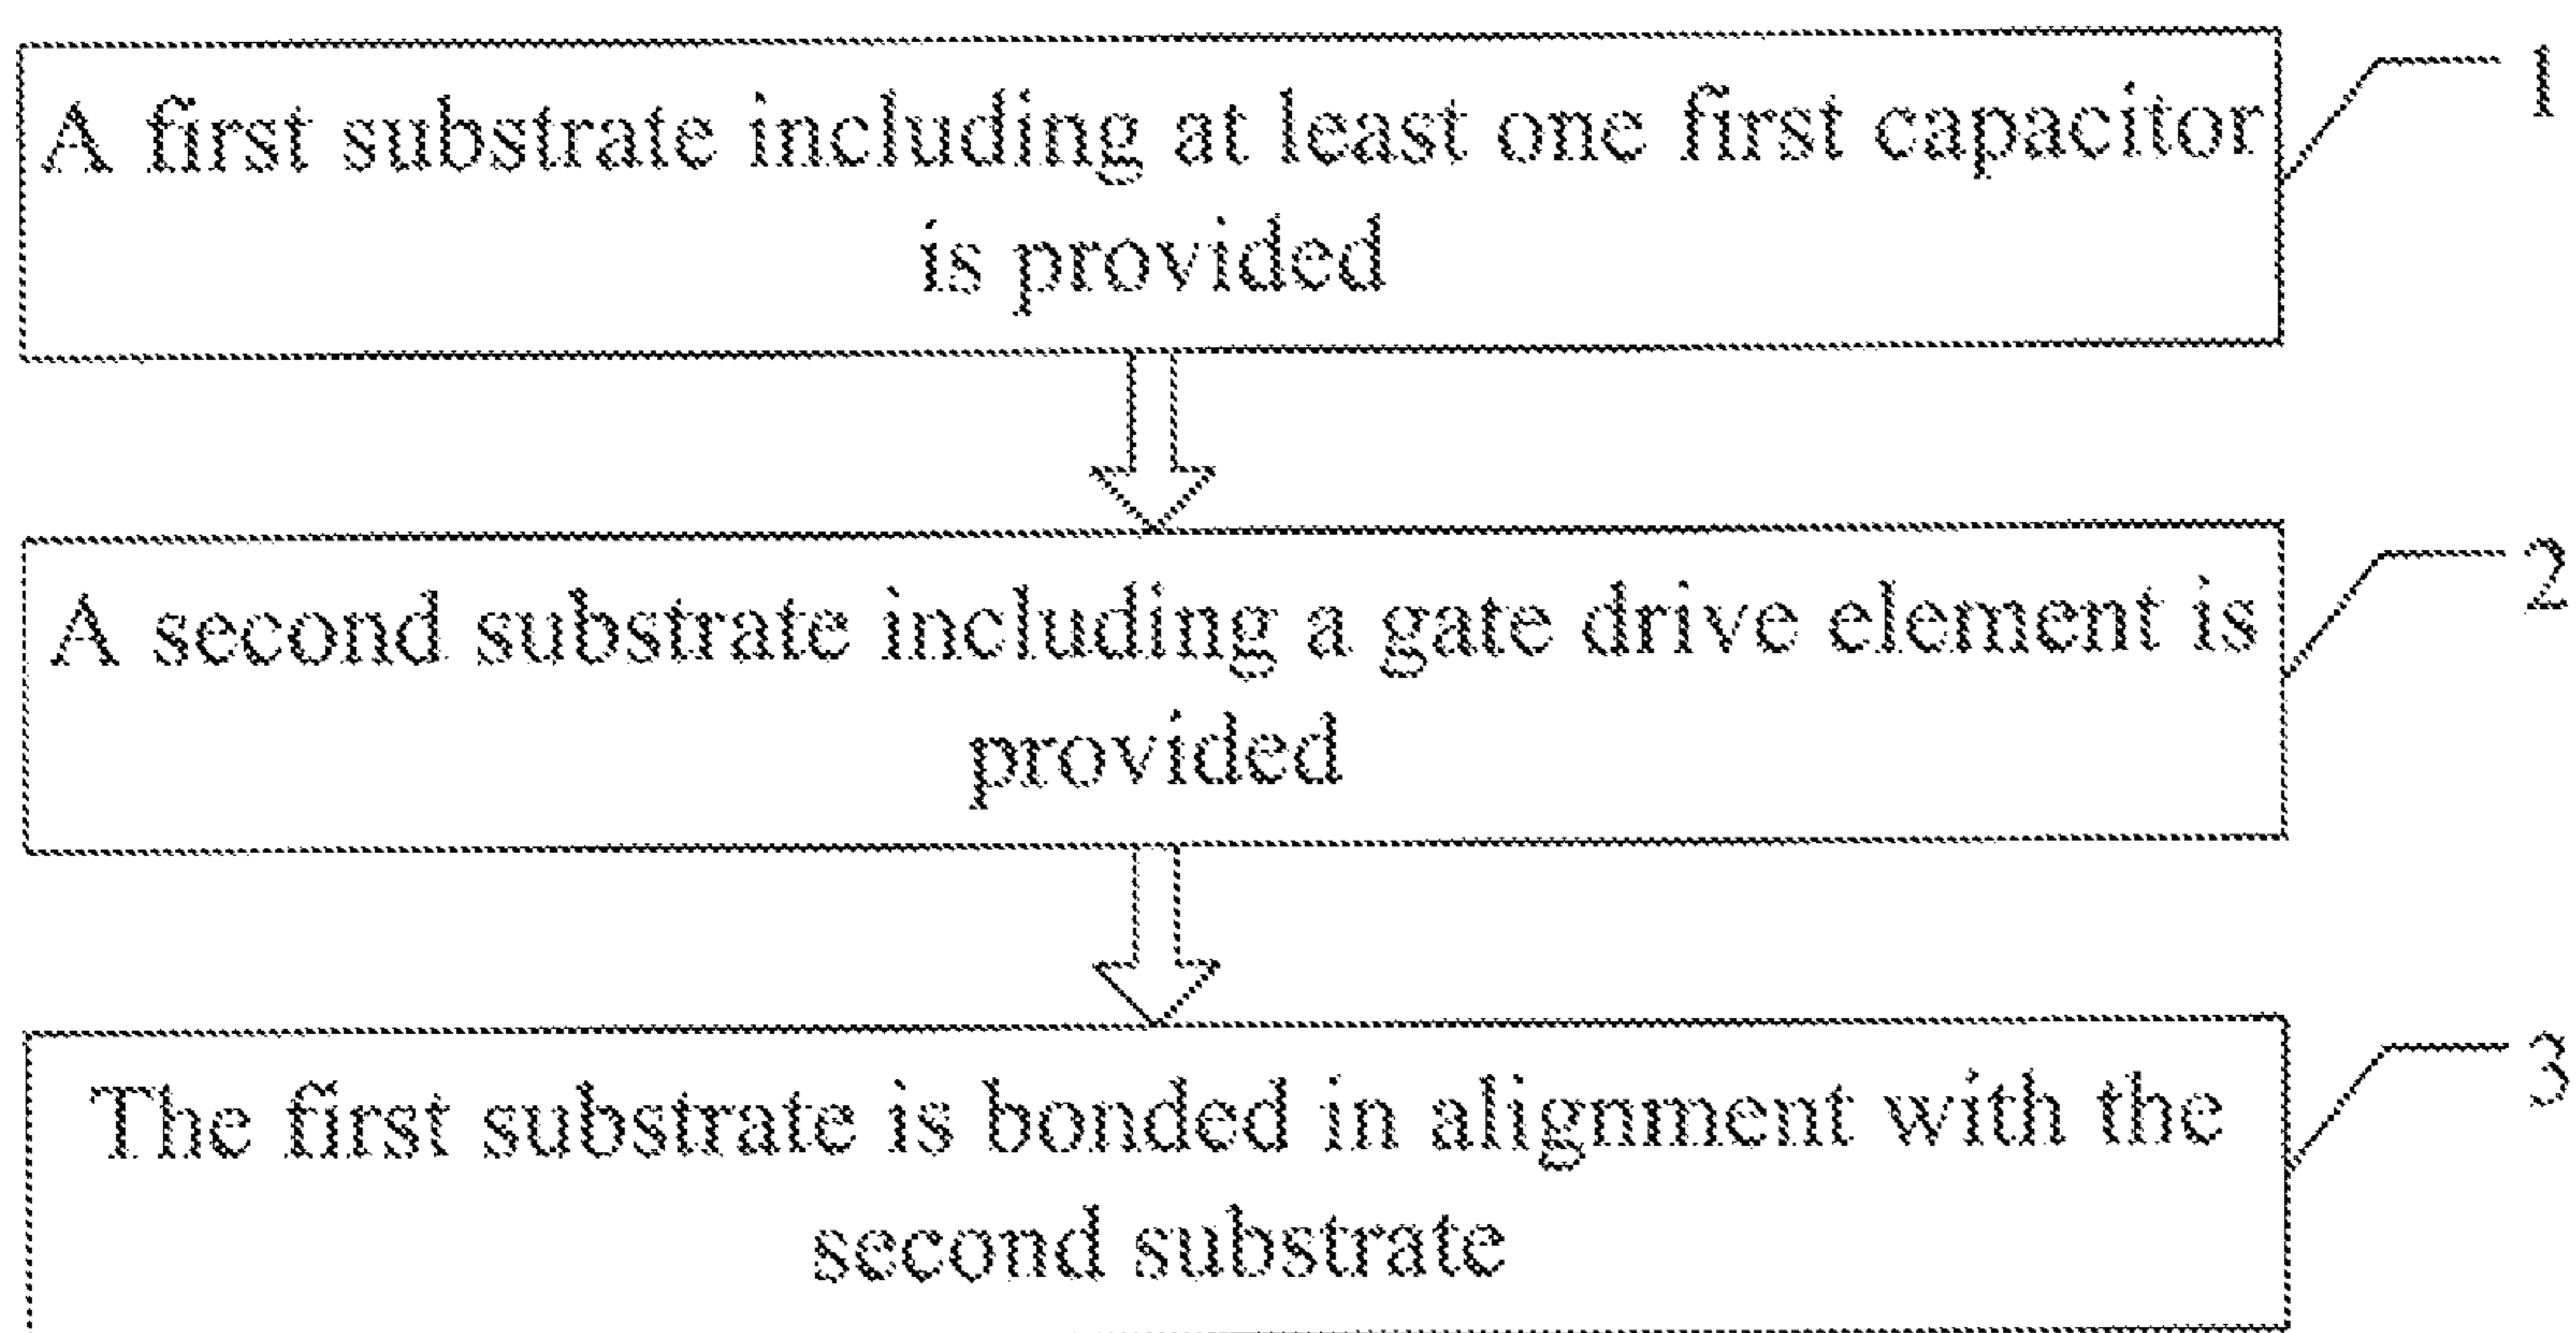 A first substrate including at least one first capacitor
is provided
1
A second substrate including a gate drive element is
provided
2
The first substrate is bonded in alignment with the
second substrate
3